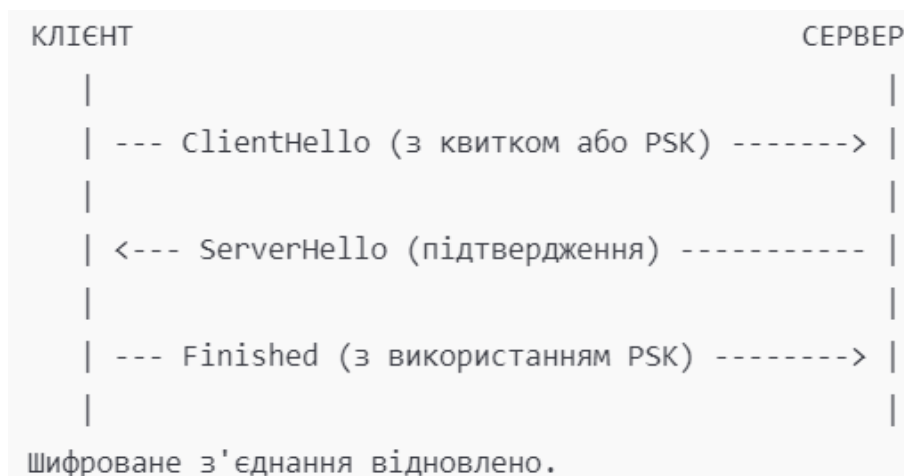 КЛІЄНТ СЕРВЕР
| |
| --- ClientHello (з квитком або PSK) -------> |
| |
| <--- ServerHello (підтвердження) ----------- |
| |
| --- Finished (з використанням PSK) --------> |
| |
Шифроване з'єднання відновлено.